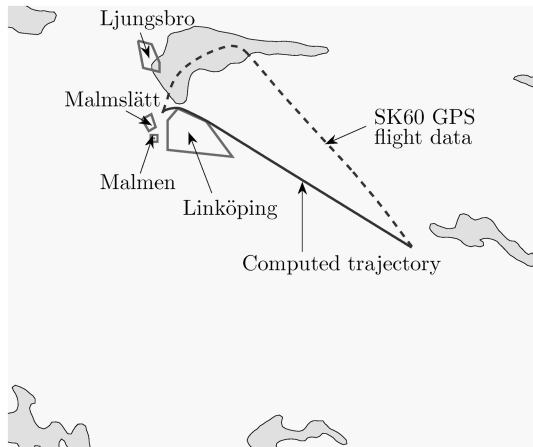 Ljungsbro
Malmslätt
SK60 GPS
flight data
Malmen
Linköping
Computed trajectory